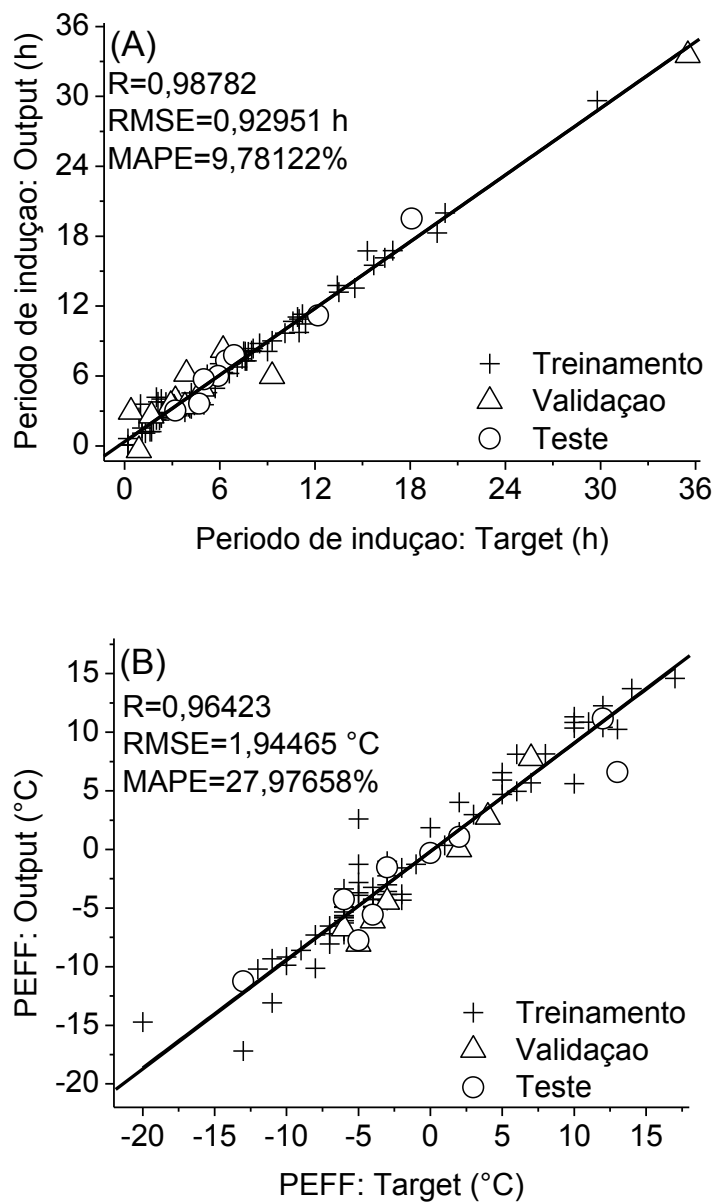 (A)
R=0,98782
RMSE=0,92951 h
MAPE=9,78122%
Periodo de induçao: Output (h)
36
30
24
18
12
6
0
Treinamento
Validaçao
Teste
0 6 12 18 24 30 36
Periodo de induçao: Target (h)
(B)
R=0,96423
RMSE=1,94465 °C
MAPE=27,97658%
PEFF: Output (°C)
15
10
5
0
-5
-10
-15
-20
Treinamento
Validaçao
Teste
-20 -15 -10 -5 0 5 10 15
PEFF: Target (°C)